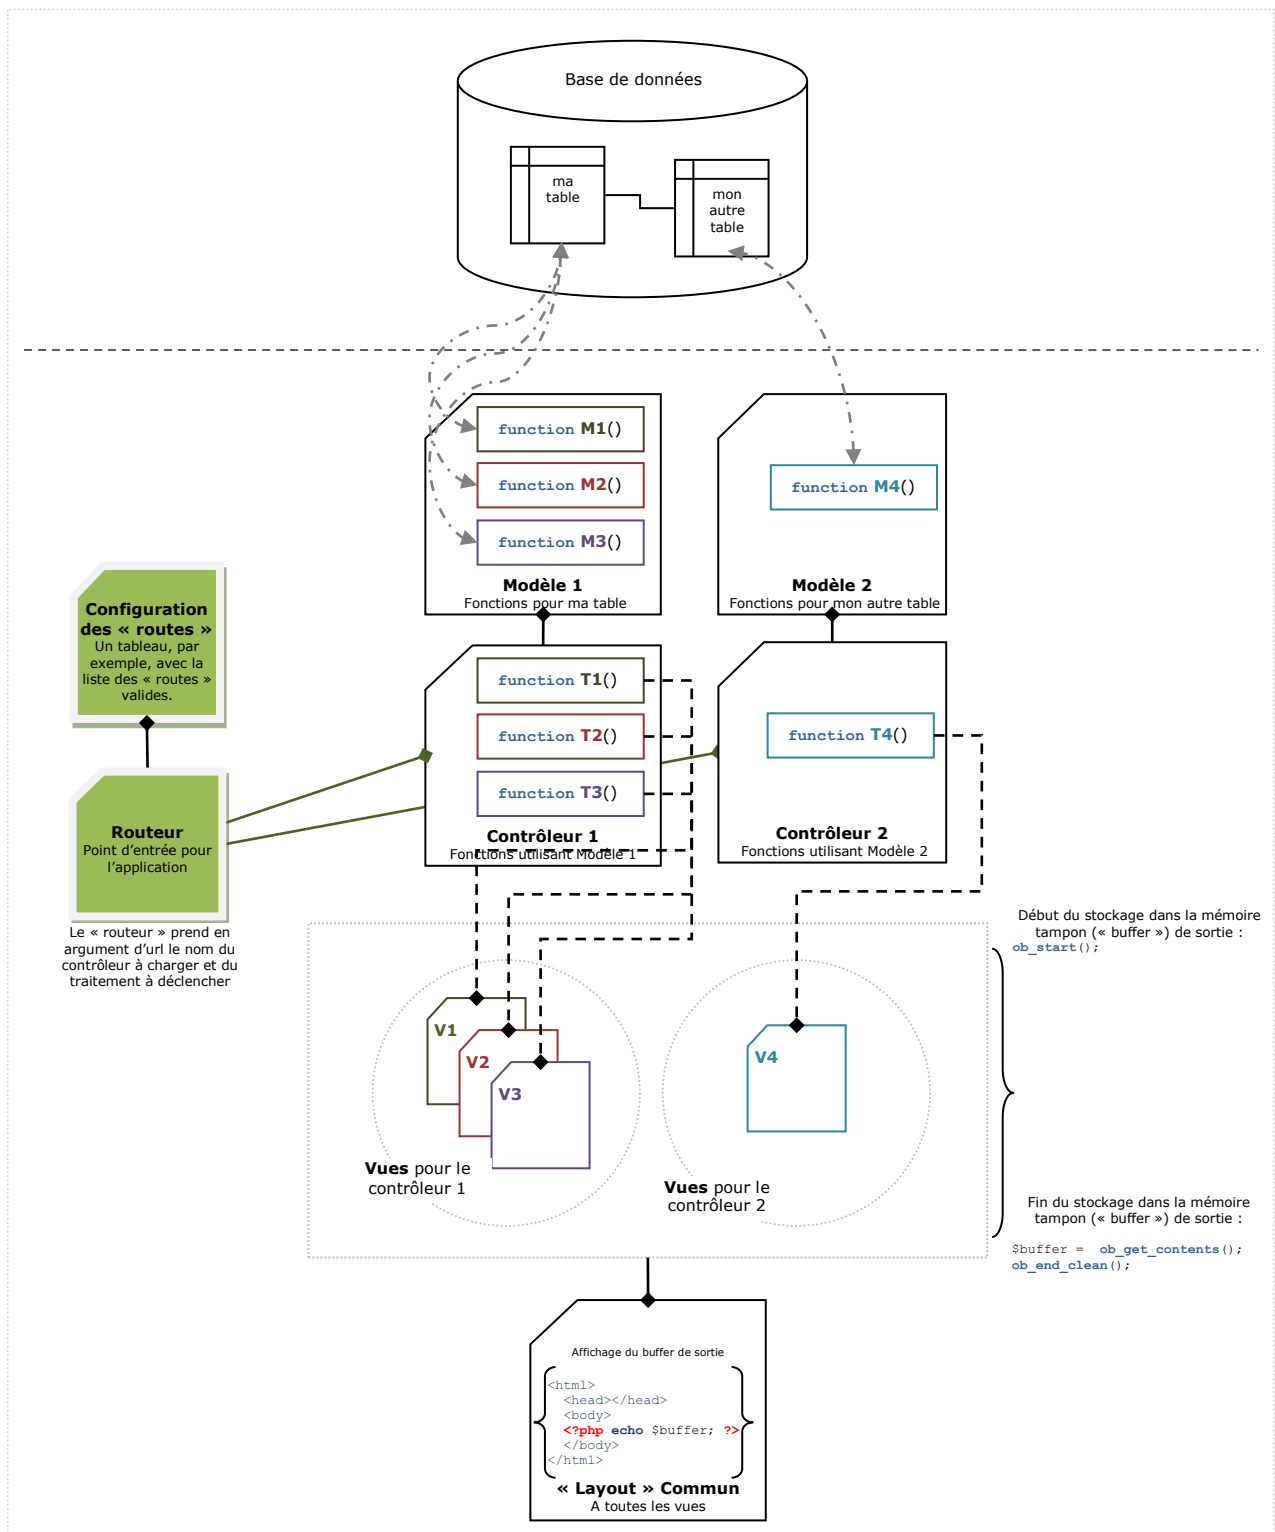 Base de données
ma
table
mon
autre
table
function M1()
function M2()
function M3()
Modèle 1
Fonctions pour ma table
function M4()
Modèle 2
Fonctions pour mon autre table
Configuration
des « routes »
Un tableau, par
exemple, avec la
liste des « routes »
valides.
Routeur
Point d’entrée pour
l’application
Le « routeur » prend en
argument d’url le nom du
contrôleur à charger et du
traitement à déclencher
function T1()
function T2()
function T3()
Contrôleur 1
Fonctions utilisant Modèle 1
function T4()
Contrôleur 2
Fonctions utilisant Modèle 2
Début du stockage dans la mémoire
tampon (« buffer ») de sortie :
ob_start();
V1
V2
V3
Vues pour le
contrôleur 1
V4
Vues pour le
contrôleur 2
Fin du stockage dans la mémoire
tampon (« buffer ») de sortie :
$buffer = ob_get_contents();
ob_end_clean();
Affichage du buffer de sortie
<html>
<head></head>
<body>
<?php echo $buffer; ?>
</body>
</html>
« Layout » Commun
A toutes les vues